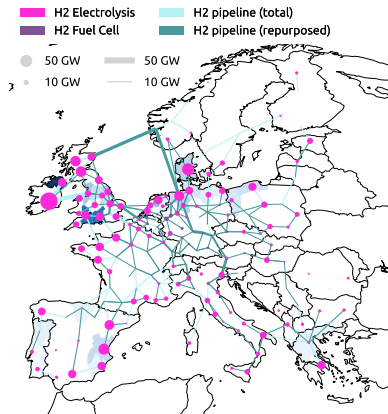 H2 Electrolysis
H2 Fuel Cell
H2 pipeline (total)
H2 pipeline (repurposed)
50 GW
10 GW
50 GW
10 GW